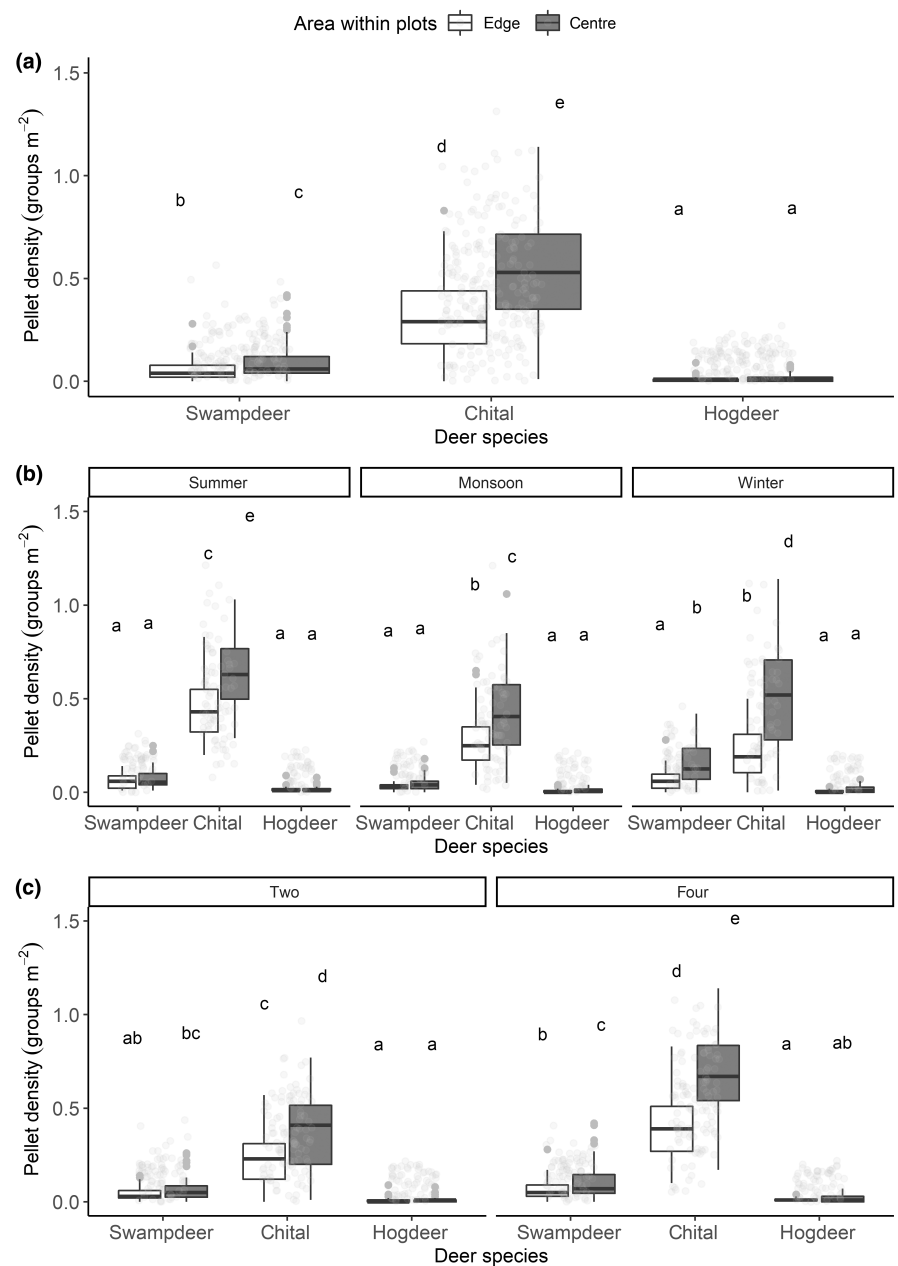 Area within plots Edge Centre
(a)
1.5
1.0
0.5
0.0
Pellet density (groups m−2)
b c d e a a
Swampdeer Chital Hogdeer
Deer species
(b)
Summer Monsoon Winter
1.5
1.0
0.5
0.0
Pellet density (groups m−2)
a a c e a a
a a b c a a
a b b d a a
Swampdeer Chital Hogdeer Swampdeer Chital Hogdeer Swampdeer Chital Hogdeer
Deer species
(c)
Two Four
1.5
1.0
0.5
0.0
Pellet density (groups m−2)
ab bc c d a a
b c d e a ab
Swampdeer Chital Hogdeer Swampdeer Chital Hogdeer
Deer species